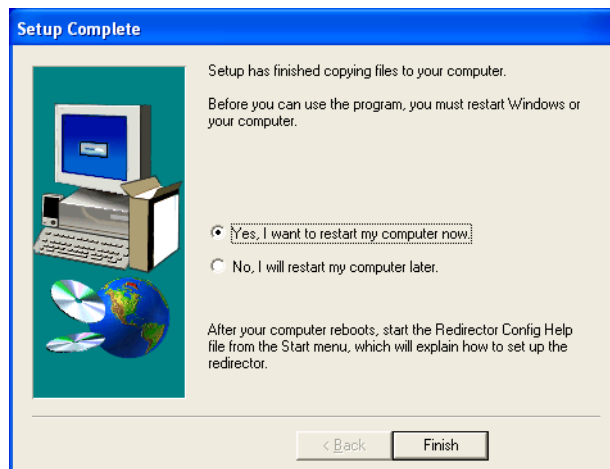 Setup Complete
Setup has finished copying files to your computer.
Before you can use the program, you must restart Windows or
your computer.
Yes, I want to restart my computer now.
No, I will restart my computer later.
After your computer reboots, start the Redirector Config Help
file from the Start menu, which will explain how to set up the
redirector.
< Back
Finish